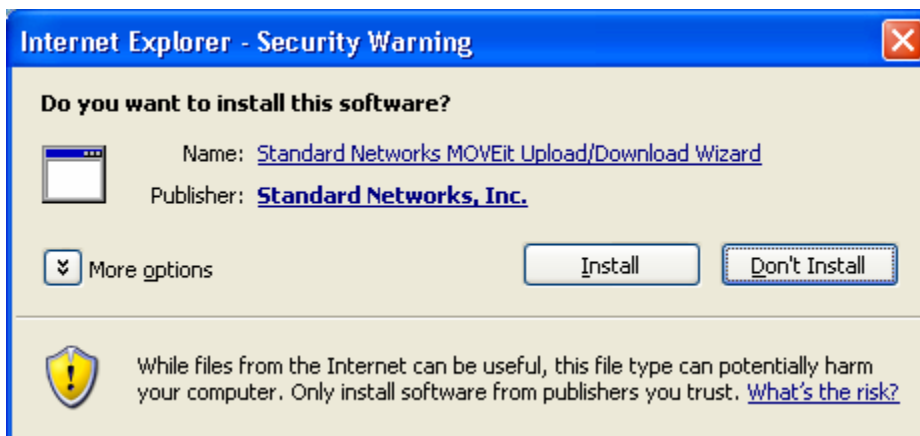 Internet Explorer - Security Warning
Do you want to install this software?
Name: Standard Networks MOVEit Upload/Download Wizard
Publisher: Standard Networks, Inc.
More options
Install
Don't Install
While files from the Internet can be useful, this file type can potentially harm
your computer. Only install software from publishers you trust. What's the risk?